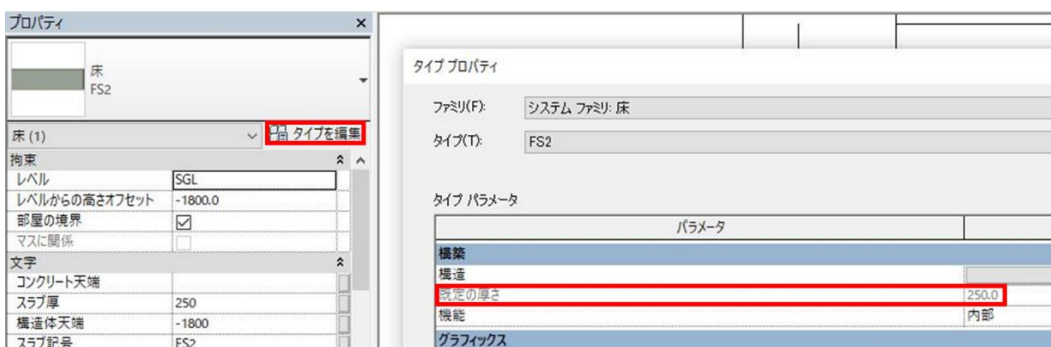 プロパティ
床
FS2
床 (1)
タイプを編集
拘束
レベル SGL
レベルからの高さオフセット -1800.0
部屋の境界
マスに関係
文字
コンクリート天端
スラブ厚 250
構造体天端 -1800
スラブ記号 FS2
タイプ プロパティ
ファミリ(F): システム ファミリ: 床
タイプ(T): FS2
タイプ パラメータ
パラメータ
構築
構造
既定の厚さ 250.0
機能 内部
グラフィックス